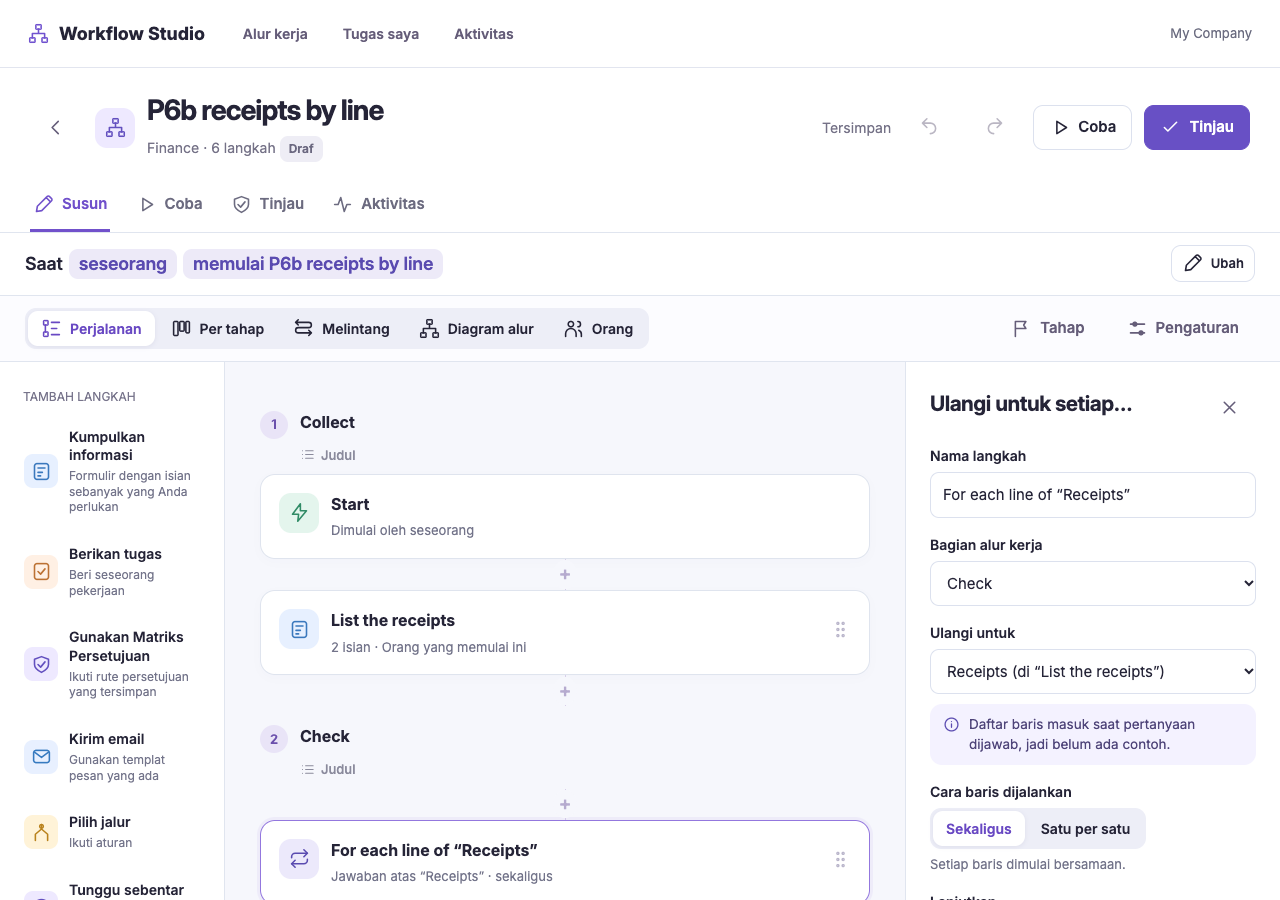 Workflow Studio
Alur kerja
Tugas saya
Aktivitas
My Company
P6b receipts by line
Finance · 6 langkah
Draf
Tersimpan
Coba
Tinjau
Susun
Coba
Tinjau
Aktivitas
Saat seseorang memulai P6b receipts by line
Ubah
Perjalanan
Per tahap
Melintang
Diagram alur
Orang
Tahap
Pengaturan
TAMBAH LANGKAH
Kumpulkan
informasi
Formulir dengan isian
sebanyak yang Anda
perlukan
Berikan tugas
Beri seseorang
pekerjaan
Gunakan Matriks
Persetujuan
Ikuti rute persetujuan
yang tersimpan
Kirim email
Gunakan templat
pesan yang ada
Pilih jalur
Ikuti aturan
Tunggu sebentar
1
Collect
Judul
Start
Dimulai oleh seseorang
List the receipts
2 isian · Orang yang memulai ini
2
Check
Judul
For each line of “Receipts”
Jawaban atas “Receipts” · sekaligus
Ulangi untuk setiap…
Nama langkah
For each line of “Receipts”
Bagian alur kerja
Check
Ulangi untuk
Receipts (di “List the receipts”)
Daftar baris masuk saat pertanyaan
dijawab, jadi belum ada contoh.
Cara baris dijalankan
Sekaligus
Satu per satu
Setiap baris dimulai bersamaan.